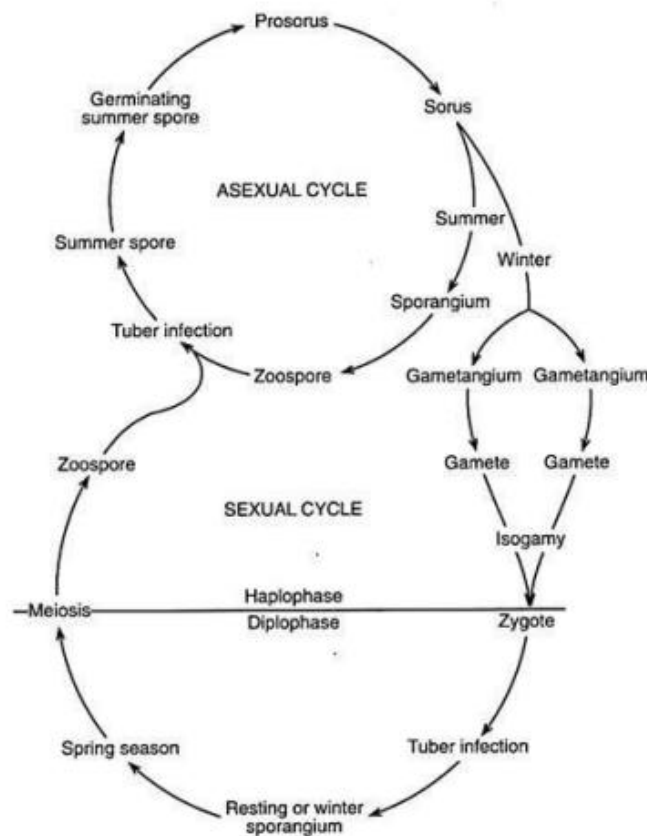 Prosorus
Germinating
summer spore
Sorus
ASEXUAL CYCLE
Summer
Summer spore
Winter
Sporangium
Tuber infection
Zoospore
Gametangium
Gametangium
Zoospore
Gamete
Gamete
SEXUAL CYCLE
Isogamy
Haplophase
Meiosis
Diplophase
Zygote
Spring season
Tuber infection
Resting or winter
sporangium